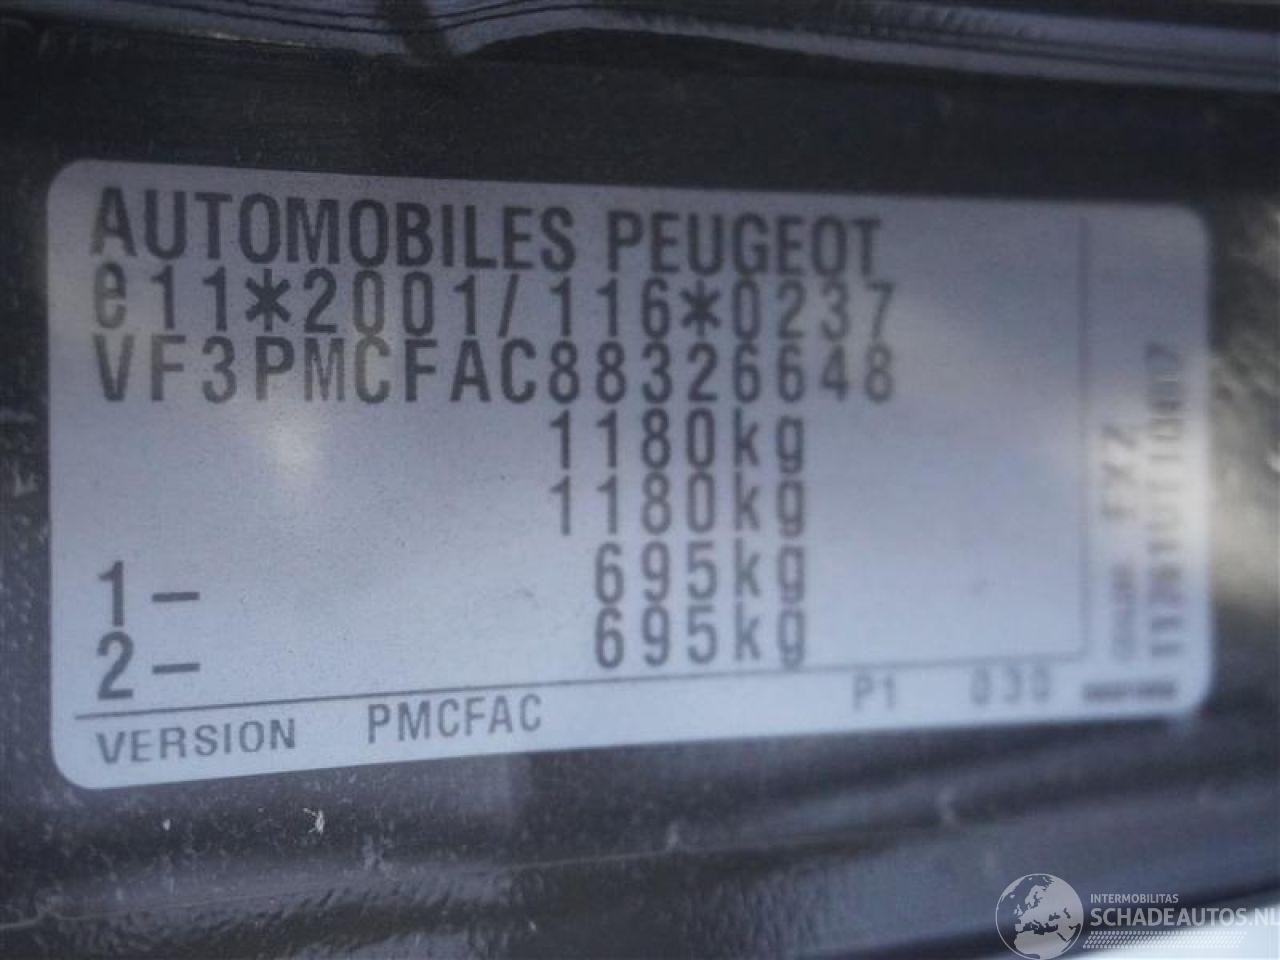 AUTOMOBILES PEUGEOT
e11*2001/116*0237
VF3PMCFAC88326648
1180kg
1180kg
1- 695kg
2- 695kg
VERSION PMCFAC P1 030
INTERMOBILITAS
SCHADEAUTOS.NL